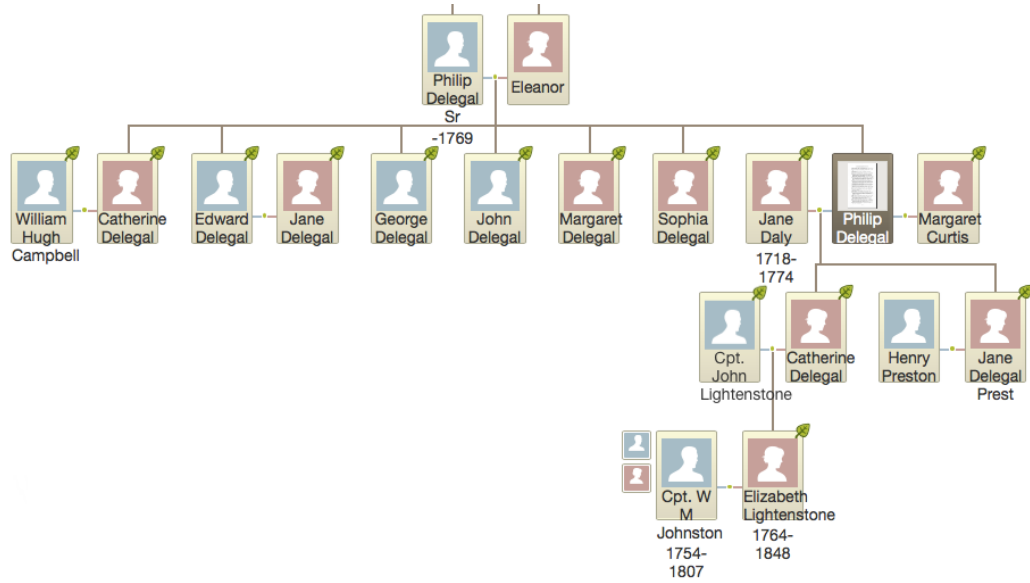 Philip
Delegal
Sr
-1769
Eleanor
William
Hugh
Campbell
Catherine
Delegal
Edward
Delegal
Jane
Delegal
George
Delegal
John
Delegal
Margaret
Delegal
Sophia
Delegal
Jane
Daly
1718-
1774
Philip
Delegal
Margaret
Curtis
Cpt.
John
Lightenstone
Catherine
Delegal
Henry
Preston
Jane
Delegal
Prest
Cpt. W
M
Johnston
1754-
1807
Elizabeth
Lightenstone
1764-
1848